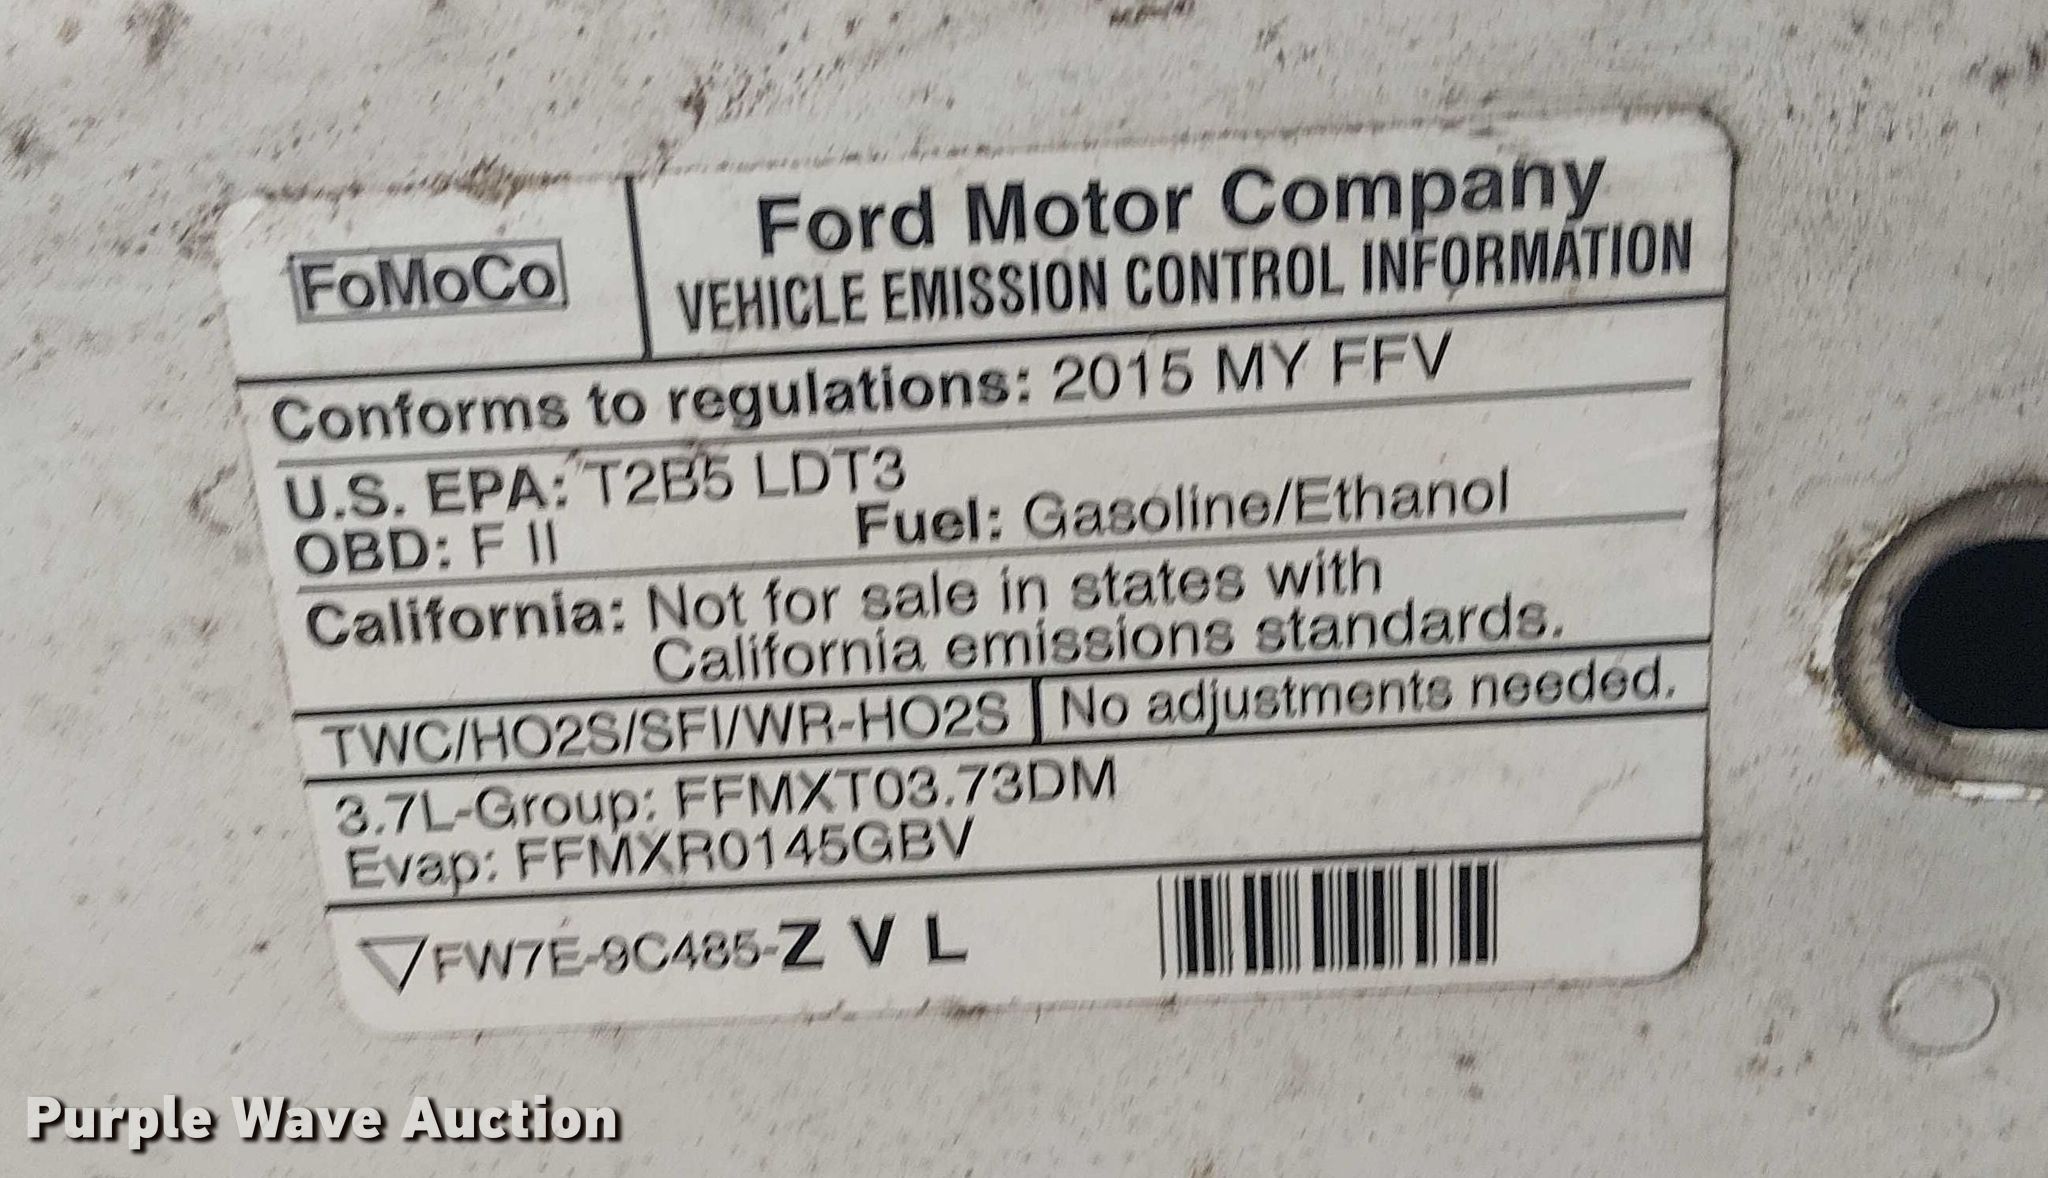 FoMoCo
Ford Motor Company
VEHICLE EMISSION CONTROL INFORMATION
Conforms to regulations: 2015 MY FFV
U.S. EPA: T2B5 LDT3
OBD: F II
Fuel: Gasoline/Ethanol
California: Not for sale in states with
California emissions standards.
TWC/HO2S/SFI/WR-HO2S
No adjustments needed.
3.7L-Group: FFMXT03.73DM
Evap: FFMXR0145GBV
FW7E-9C485-Z V L
Purple Wave Auction